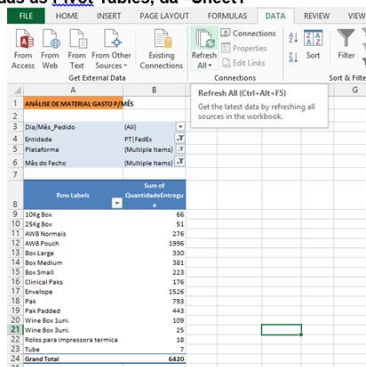 das as Pivot Tables, da "Sheet1"
FILE HOME INSERT PAGE LAYOUT FORMULAS DATA REVIEW VIEW
From Access From Web From Text From Other Sources Existing Connections Refresh All Connections Properties Edit Links Sort Filter
Get External Data Connections Sort & Filte
Refresh All (Ctrl+Alt+F5)
Get the latest data by refreshing all
sources in the workbook.
A B G
1 ANÁLISE DE MATERIAL GASTO P/MÊS
2
3 Dia/Mês_Pedido (All)
4 Entidade PT|FedEx
5 Plataforma (Multiple Items)
6 Mês do Fecho (Multiple Items)
7
8 Row Labels Sum of QuantidadeEntregue
9 10Kg Box 66
10 25Kg Box 51
11 AWB Normais 276
12 AWB Pouch 1996
13 Box Large 330
14 Box Medium 381
15 Box Small 223
16 Clinical Paks 176
17 Envelope 1526
18 Pak 793
19 Pak Padded 443
20 Wine Box 1uni. 109
21 Wine Box 3uni. 25
22 Rolos para impressora termica 18
23 Tube 7
24 Grand Total 6420